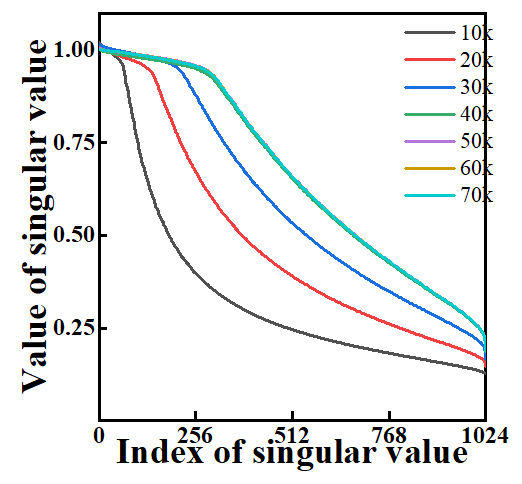 Value of singular value
1.00
0.75
0.50
0.25
10k
20k
30k
40k
50k
60k
70k
0 256 512 768 1024
Index of singular value